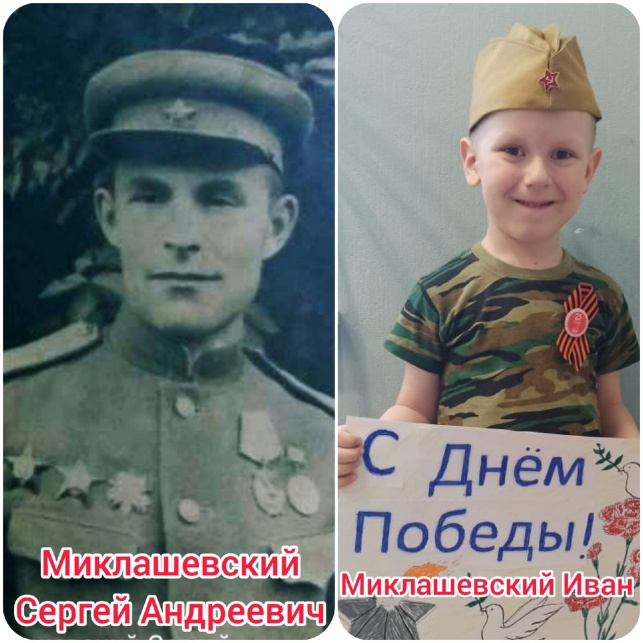 Миклашевский
Сергей Андреевич
С Днём
Победы!
Миклашевский Иван